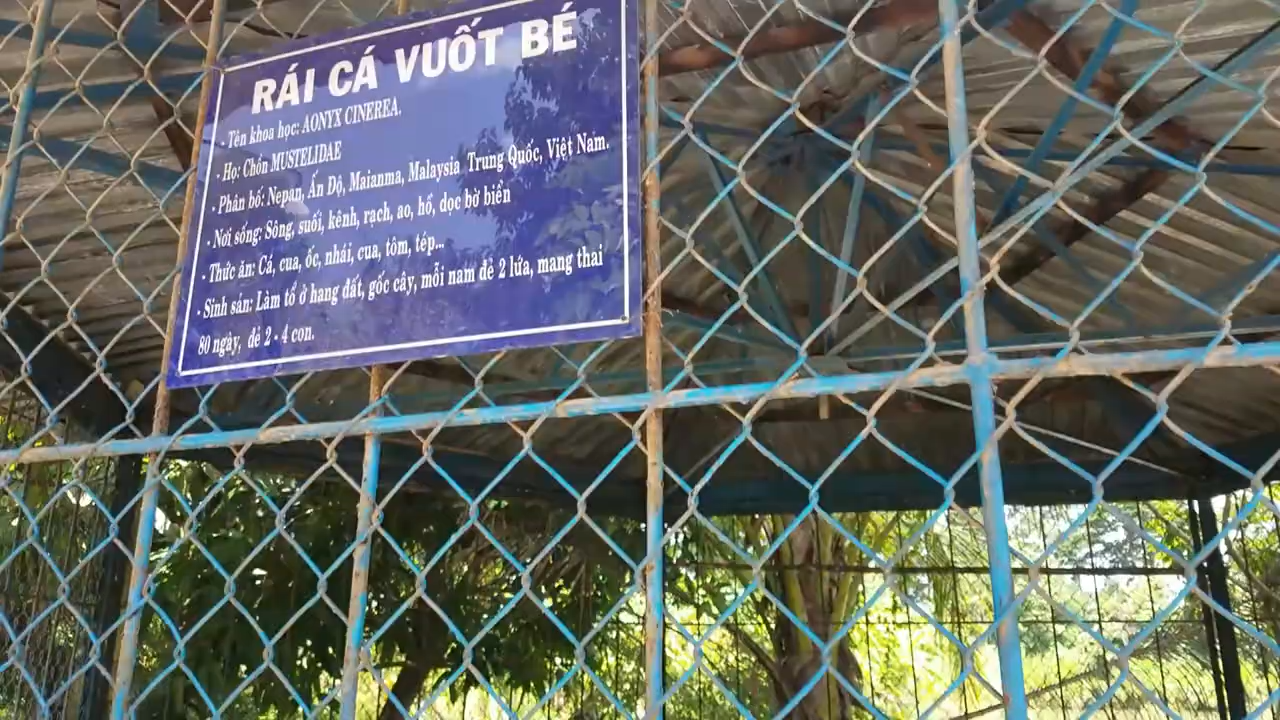 RÁI CÁ VUỐT BÉ
- Tên khoa học: AONYX CINEREA.
- Họ: Chồn MUSTELIDAE
- Phân bố: Nepan, Ấn Độ, Maianma, Malaysia Trung Quốc, Việt Nam.
- Nơi sống: Sông, suối, kênh, rạch, ao, hồ, dọc bờ biển
- Thức ăn: Cá, cua, ốc, nhái, cua, tôm, tép...
- Sinh sản: Làm tổ ở hang đất, gốc cây, mỗi nam đẻ 2 lứa, mang thai
80 ngày, đẻ 2 - 4 con.